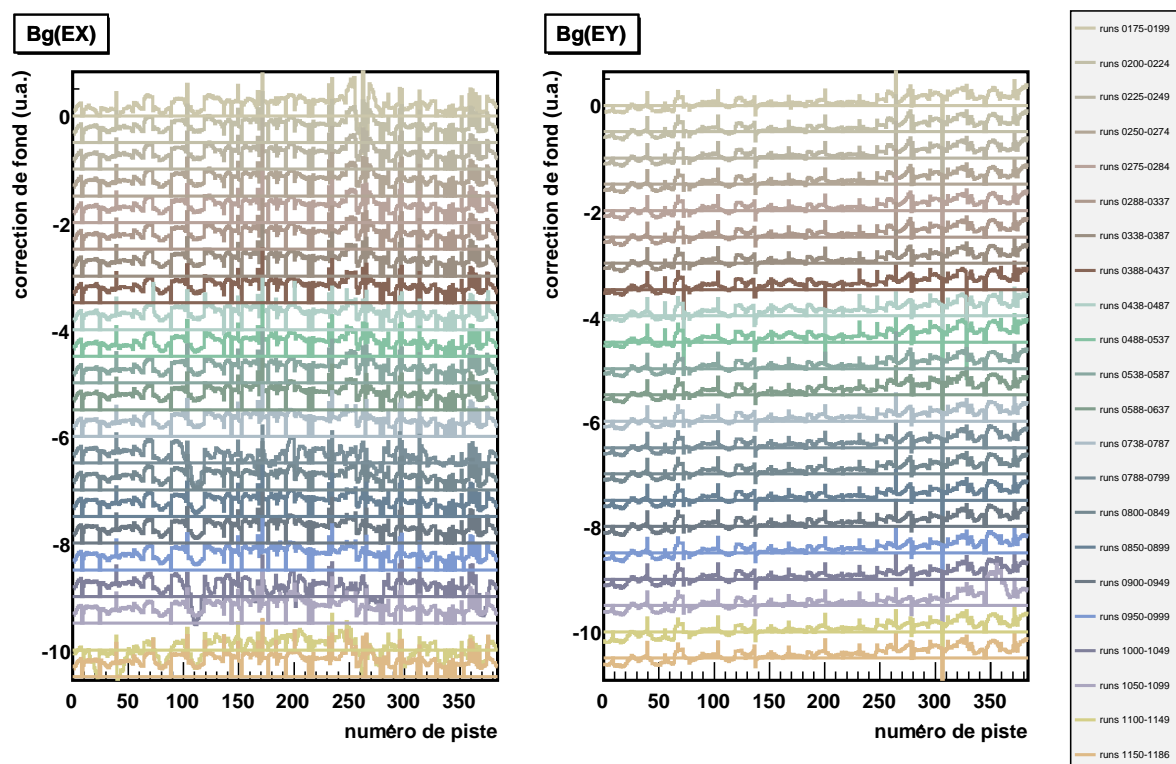 Bg(EX)
correction de fond (u.a.)
0
-2
-4
-6
-8
-10
0 50 100 150 200 250 300 350
numéro de piste
Bg(EY)
correction de fond (u.a.)
0
-2
-4
-6
-8
-10
0 50 100 150 200 250 300 350
numéro de piste
runs 0175-0199
runs 0200-0224
runs 0225-0249
runs 0250-0274
runs 0275-0284
runs 0288-0337
runs 0338-0387
runs 0388-0437
runs 0438-0487
runs 0488-0537
runs 0538-0587
runs 0588-0637
runs 0738-0787
runs 0788-0799
runs 0800-0849
runs 0850-0899
runs 0900-0949
runs 0950-0999
runs 1000-1049
runs 1050-1099
runs 1100-1149
runs 1150-1186